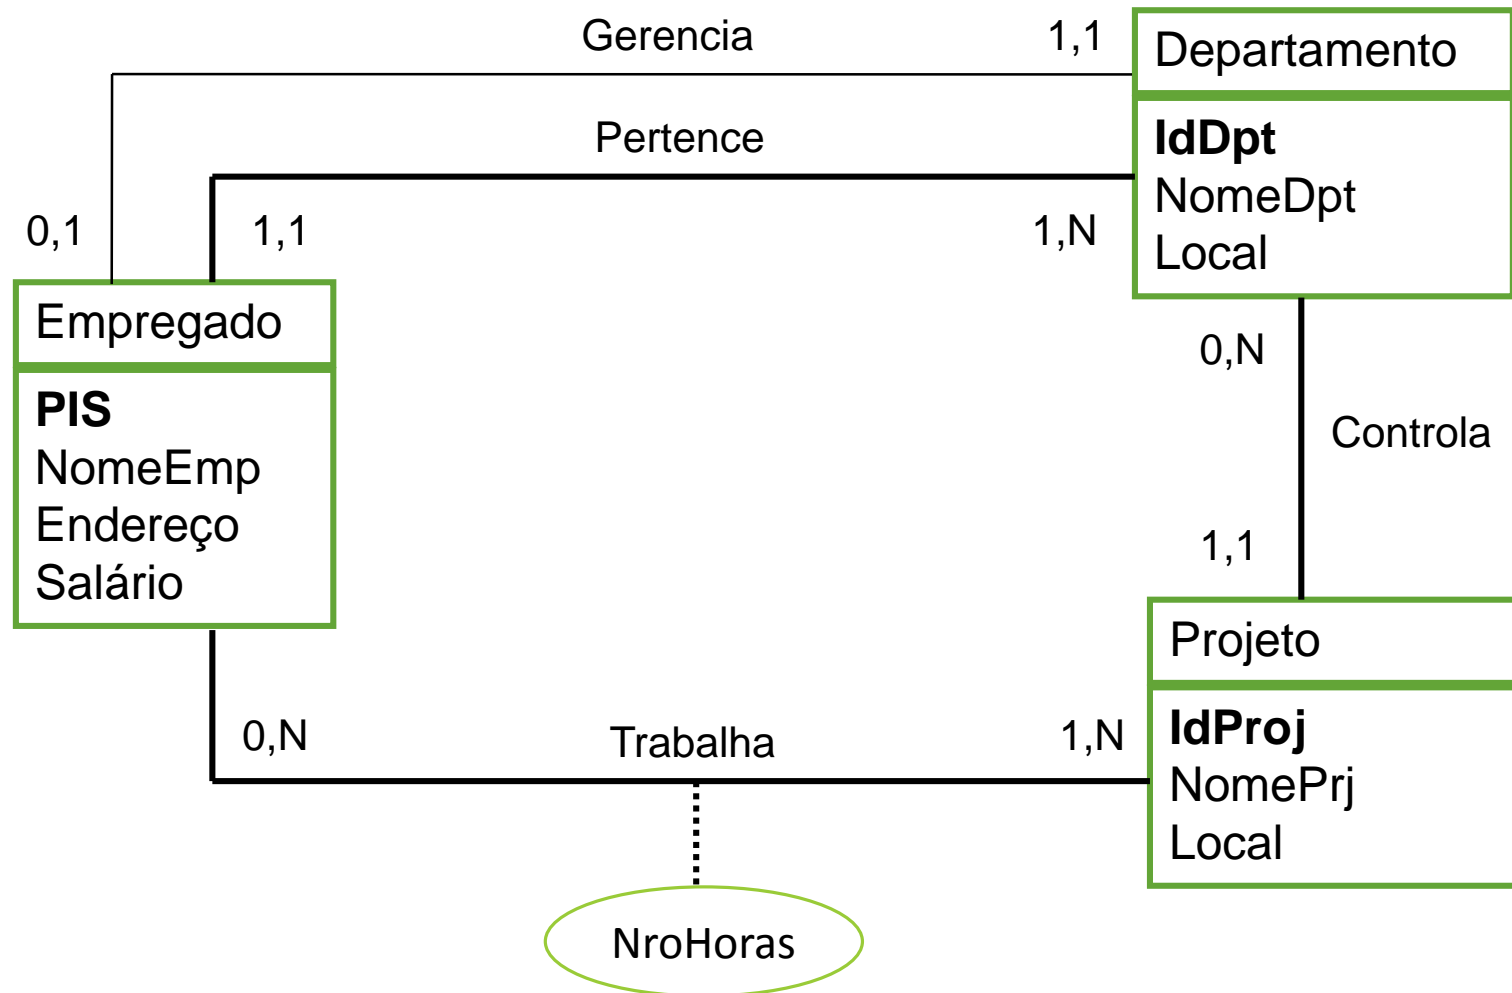 Gerencia
1,1
Departamento
Pertence
IdDpt
NomeDpt
Local
0,1
1,1
1,N
Empregado
0,N
PIS
NomeEmp
Endereço
Salário
Controla
1,1
Projeto
0,N
Trabalha
1,N
IdProj
NomePrj
Local
NroHoras